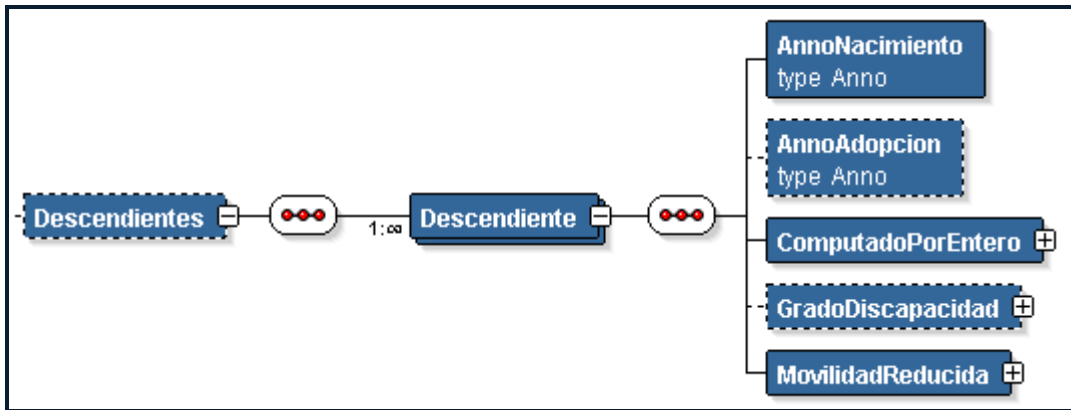 AnnoNacimiento
type Anno
AnnoAdopcion
type Anno
Descendientes
1:∞
Descendiente
ComputadoPorEntero
GradoDiscapacidad
MovilidadReducida